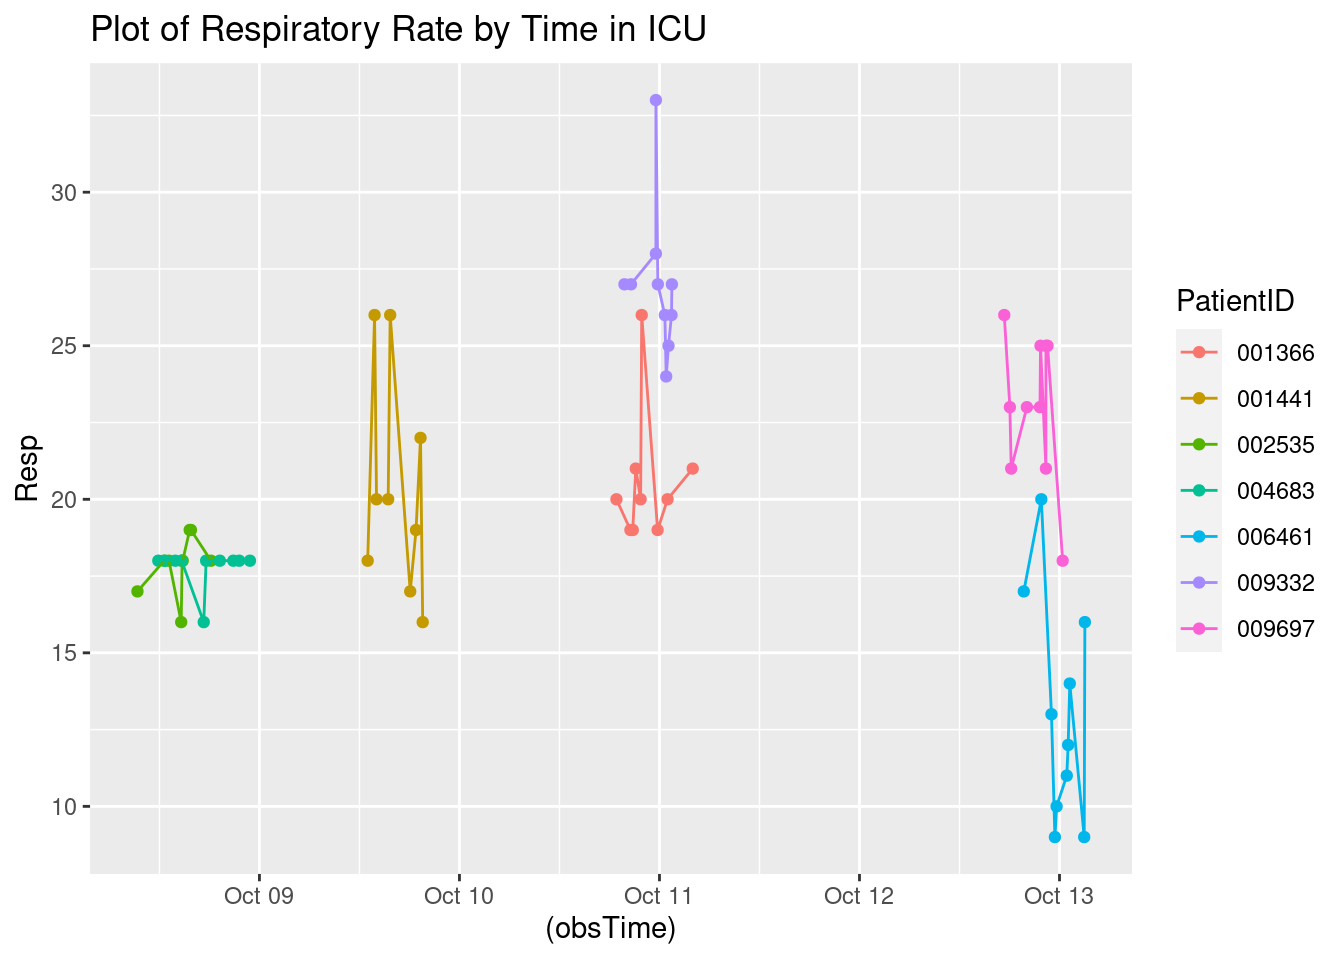 Plot of Respiratory Rate by Time in ICU
Resp
30
25
20
15
10
Oct 09
Oct 10
Oct 11
Oct 12
Oct 13
(obsTime)
PatientID
001366
001441
002535
004683
006461
009332
009697